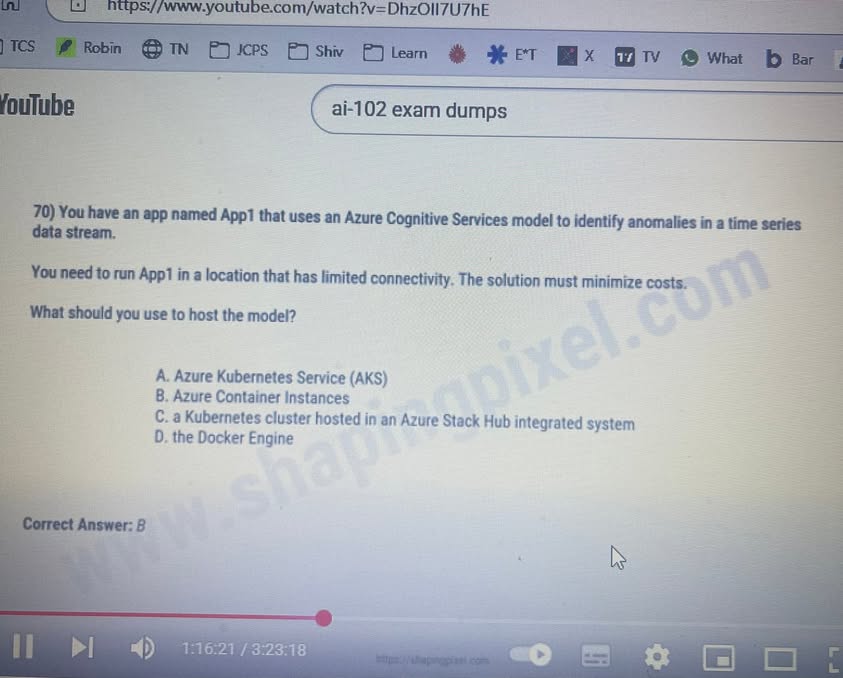 https://www.youtube.com/watch?v=DhzOII7U7hE
TCS Robin TN JCPS Shiv Learn E*T X TV What Bar
YouTube
ai-102 exam dumps
70) You have an app named App1 that uses an Azure Cognitive Services model to identify anomalies in a time series
data stream.
You need to run App1 in a location that has limited connectivity. The solution must minimize costs.
What should you use to host the model?
A. Azure Kubernetes Service (AKS)
B. Azure Container Instances
C. a Kubernetes cluster hosted in an Azure Stack Hub integrated system
D. the Docker Engine
www.shapingpixel.com
Correct Answer: B
1:16:21 / 3:23:18
https://shapingpixel.com